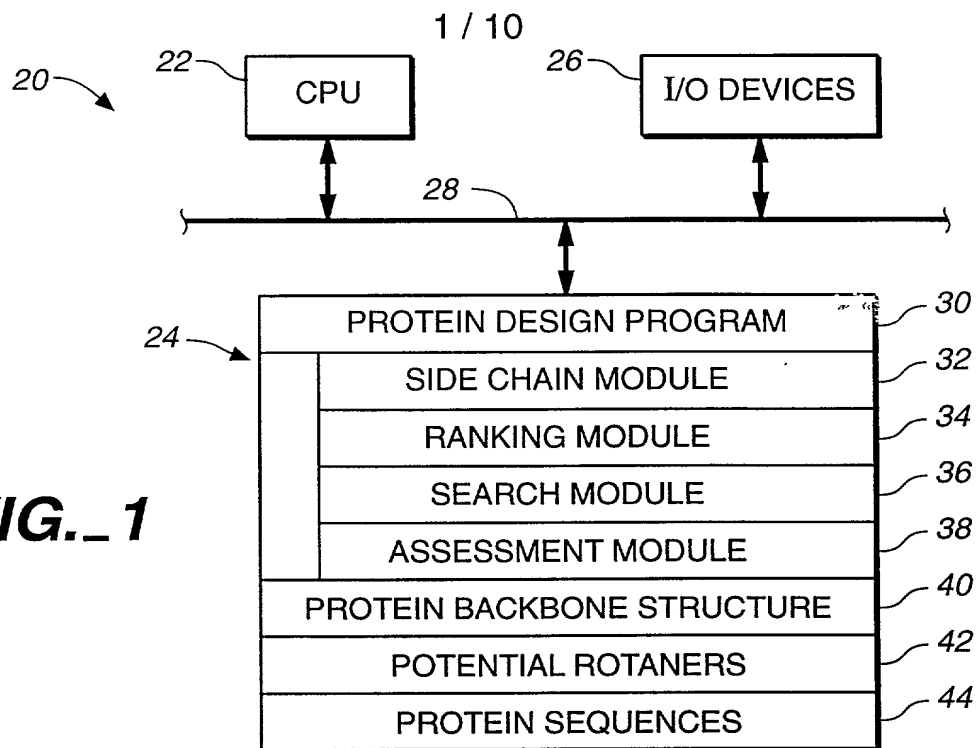 1 / 10
20
22
CPU
26
I/O DEVICES
28
24
PROTEIN DESIGN PROGRAM
30
SIDE CHAIN MODULE
32
RANKING MODULE
34
SEARCH MODULE
36
ASSESSMENT MODULE
38
PROTEIN BACKBONE STRUCTURE
40
POTENTIAL ROTANERS
42
PROTEIN SEQUENCES
44
IG._1